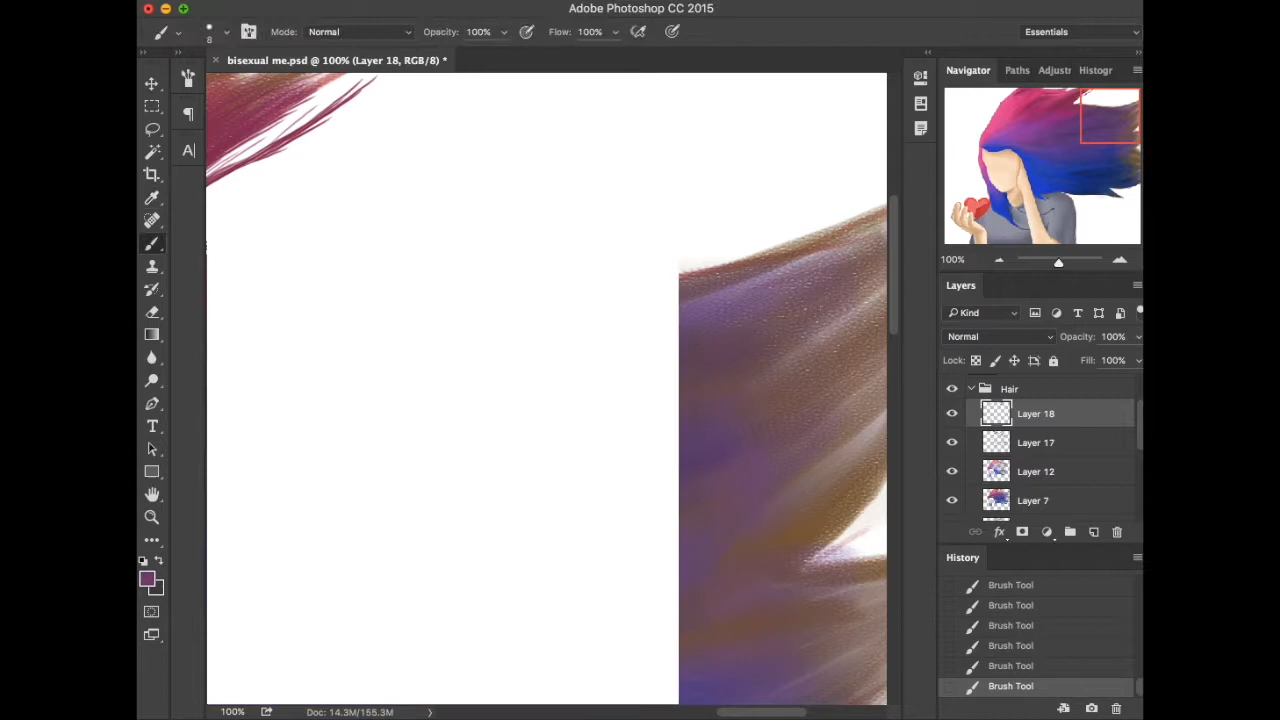 Adobe Photoshop CC 2015
8
Mode: Normal
Opacity: 100%
Flow: 100%
Essentials
bisexual me.psd @ 100% (Layer 18, RGB/8) *
Navigator
Paths
Adjustr
Histogr
A
T
100%
Layers
Kind
T
Normal
Opacity: 100%
Lock:
Fill: 100%
Hair
Layer 18
Layer 17
Layer 12
Layer 7
fx
History
Brush Tool
Brush Tool
Brush Tool
Brush Tool
Brush Tool
Brush Tool
100%
Doc: 14.3M/155.3M